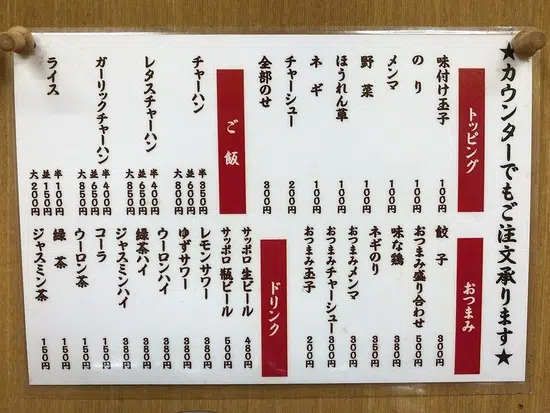 ★カウンターでもご注文承ります★
トッピング
味付け玉子 100円
のり 100円
メンマ 100円
野菜 100円
ほうれん草 100円
ネギ 100円
チャーシュー 200円
全部のせ 300円
ご飯
チャーハン 半350円 並600円 大800円
レタスチャーハン 半400円 並650円 大850円
ガーリックチャーハン 半400円 並650円 大850円
ライス 半100円 並150円 大200円
おつまみ
餃子 300円
おつまみ盛り合わせ 500円
味な鶏 380円
ネギのり 350円
おつまみメンマ 300円
おつまみチャーシュー 300円
おつまみ玉子 200円
ドリンク
サッポロ生ビール 480円
サッポロ瓶ビール 500円
レモンサワー 380円
ゆずサワー 380円
ウーロンハイ 380円
緑茶ハイ 380円
ジャスミンハイ 380円
コーラ 150円
ウーロン茶 150円
緑茶 150円
ジャスミン茶 150円